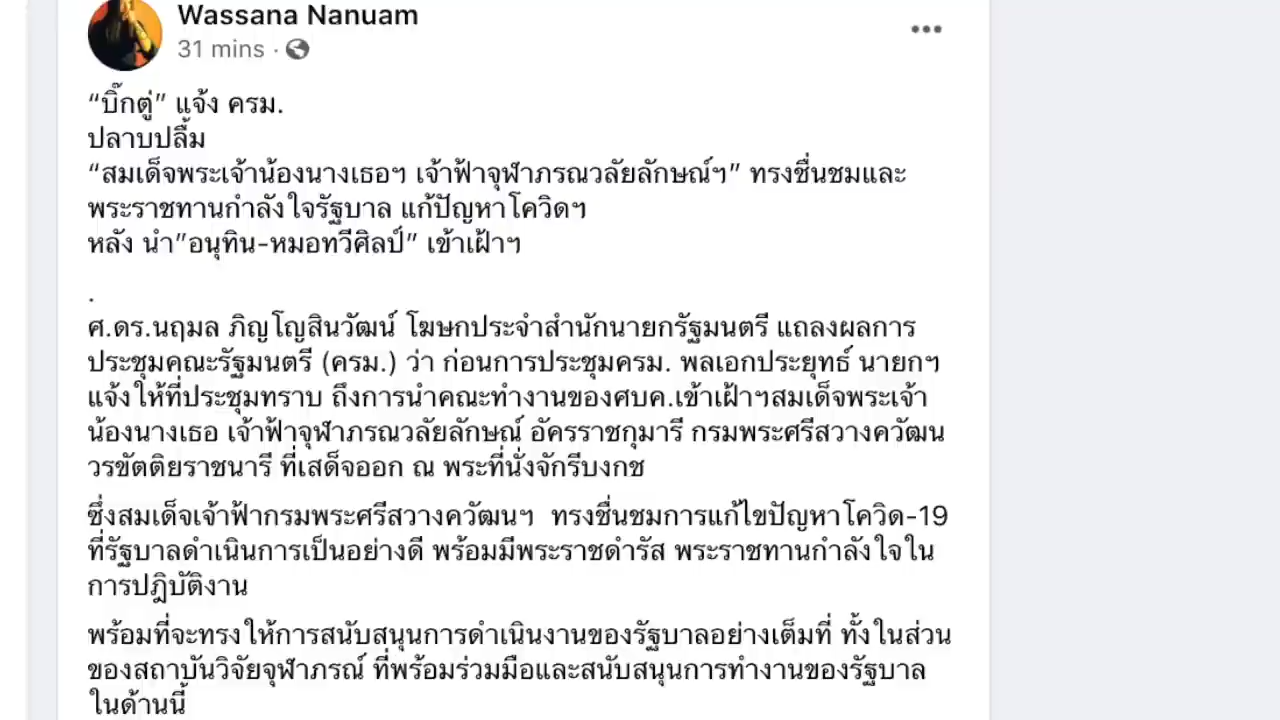 Wassana Nanuam
31 mins ·
“บิ๊กตู่” แจ้ง ครม.
ปลาบปลื้ม
“สมเด็จพระเจ้าน้องนางเธอฯ เจ้าฟ้าจุฬาภรณวลัยลักษณ์ฯ” ทรงชื่นชมและ
พระราชทานกำลังใจรัฐบาล แก้ปัญหาโควิดฯ
หลัง นำ”อนุทิน-หมอทวีศิลป์” เข้าเฝ้าฯ
.
ศ.ดร.นฤมล ภิญโญสินวัฒน์ โฆษกประจำสำนักนายกรัฐมนตรี แถลงผลการ
ประชุมคณะรัฐมนตรี (ครม.) ว่า ก่อนการประชุมครม. พลเอกประยุทธ์ นายกฯ
แจ้งให้ที่ประชุมทราบ ถึงการนำคณะทำงานของศบค.เข้าเฝ้าฯสมเด็จพระเจ้า
น้องนางเธอ เจ้าฟ้าจุฬาภรณวลัยลักษณ์ อัครราชกุมารี กรมพระศรีสวางควัฒน
วรขัตติยราชนารี ที่เสด็จออก ณ พระที่นั่งจักรีบงกช
ซึ่งสมเด็จเจ้าฟ้ากรมพระศรีสวางควัฒนฯ ทรงชื่นชมการแก้ไขปัญหาโควิด-19
ที่รัฐบาลดำเนินการเป็นอย่างดี พร้อมมีพระราชดำรัส พระราชทานกำลังใจใน
การปฎิบัติงาน
พร้อมที่จะทรงให้การสนับสนุนการดำเนินงานของรัฐบาลอย่างเต็มที่ ทั้งในส่วน
ของสถาบันวิจัยจุฬาภรณ์ ที่พร้อมร่วมมือและสนับสนุนการทำงานของรัฐบาล
ในด้านนี้